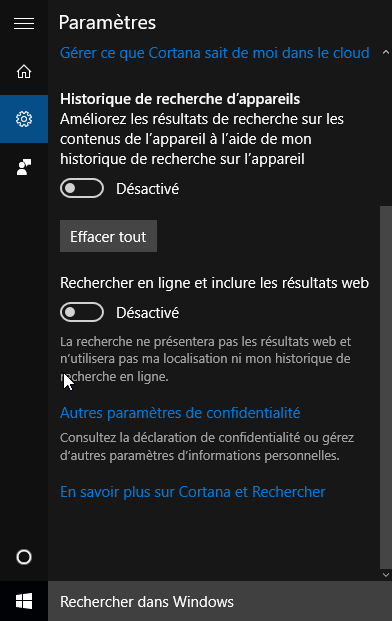 Paramètres
Gérer ce que Cortana sait de moi dans le cloud
Historique de recherche d'appareils
Améliorez les résultats de recherche sur les
contenus de l'appareil à l'aide de mon
historique de recherche sur l'appareil
Désactivé
Effacer tout
Rechercher en ligne et inclure les résultats web
Désactivé
La recherche ne présentera pas les résultats web et
n'utilisera pas ma localisation ni mon historique de
recherche en ligne.
Autres paramètres de confidentialité
Consultez la déclaration de confidentialité ou gérez
d'autres paramètres d'informations personnelles.
En savoir plus sur Cortana et Rechercher
Rechercher dans Windows